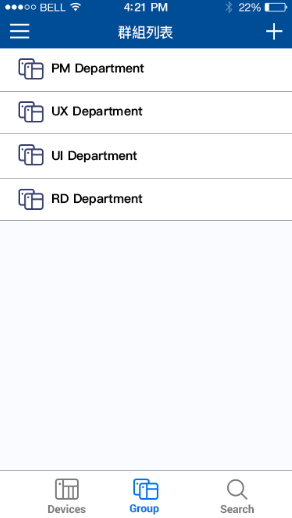 BELL 4:21 PM 22%
群組列表
PM Department
UX Department
UI Department
RD Department
Devices Group Search